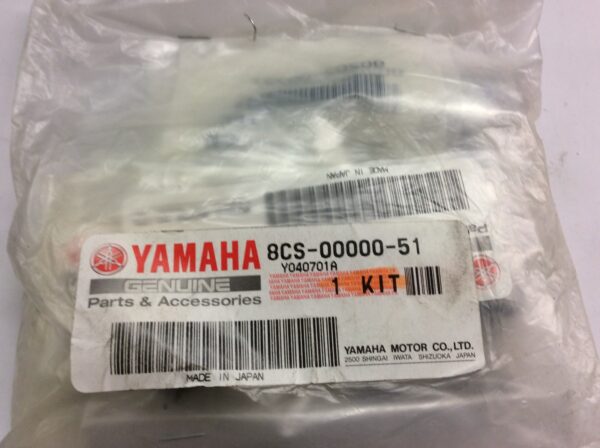 MADE IN JAPAN
YAMAHA
8CS-00000-51
GENUINE
Y040701A
Parts & Accessories
1 KIT
YAMAHA MOTOR CO.,LTD.
2500 SHINGAI IWATA SHIZUOKA JAPAN
MADE IN JAPAN